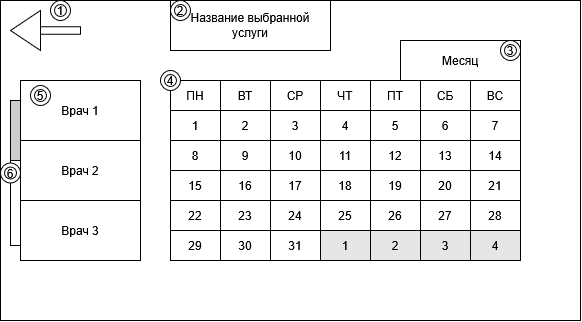 ① ② Название выбранной
услуги
Месяц ③
④ ПН ВТ СР ЧТ ПТ СБ ВС
⑤ Врач 1
1 2 3 4 5 6 7
8 9 10 11 12 13 14
⑥ Врач 2
15 16 17 18 19 20 21
22 23 24 25 26 27 28
Врач 3
29 30 31 1 2 3 4